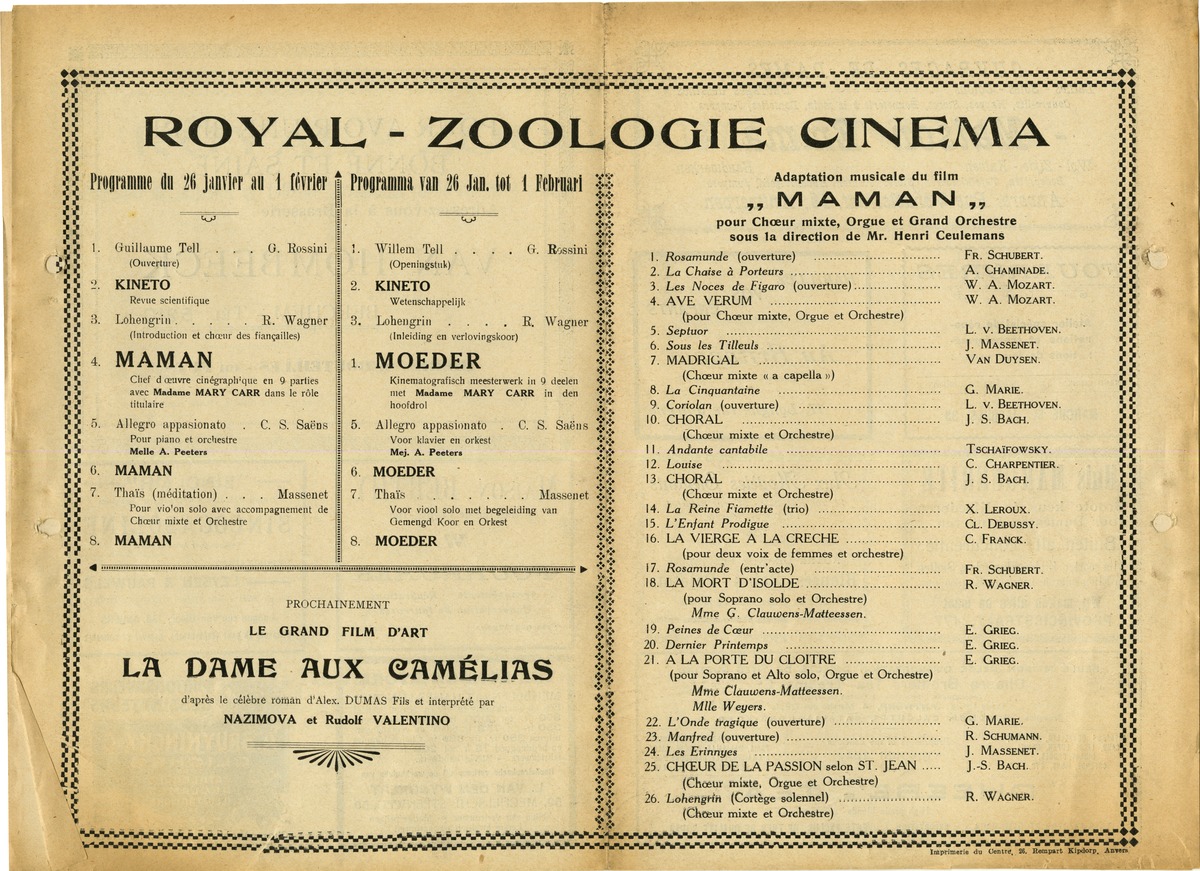 ROYAL - ZOOLOGIE CINEMA
Programme du 26 janvier au 1 février
1. Guillaume Tell . . . G. Rossini
(Ouverture)
2. KINETO
Revue scientifique
3. Lohengrin . . . . . R. Wagner
(Introduction et chœur des fiançailles)
4. MAMAN
Chef d œuvre cinégraphique en 9 parties
avec Madame MARY CARR dans le rôle
titulaire
5. Allegro appasionato . C. S. Saëns
Pour piano et orchestre
Melle A. Peeters
6. MAMAN
7. Thaïs (méditation) . . . Massenet
Pour vio'on solo avec accompagnement de
Chœur mixte et Orchestre
8. MAMAN
Programma van 26 Jan. tot 1 Februari
1. Willem Tell . . . . G. Rossini
(Openingstuk)
2. KINETO
Wetenschappelijk
3. Lohengrin . . . . R. Wagner
(Inleiding en verlovingskoor)
1. MOEDER
Kinematografisch meesterwerk in 9 deelen
met Madame MARY CARR in den
hoofdrol
5. Allegro appasionato . C. S. Saëns
Voor klavier en orkest
Mej. A. Peeters
6. MOEDER
7. Thaïs . . . . . Massenet
Voor viool solo met begeleiding van
Gemengd Koor en Orkest
8. MOEDER
PROCHAINEMENT
LE GRAND FILM D'ART
LA DAME AUX CAMÉLIAS
d'après le célèbre roman d'Alex. DUMAS Fils et interprété par
NAZIMOVA et Rudolf VALENTINO
Adaptation musicale du film
„ MAMAN „
pour Chœur mixte, Orgue et Grand Orchestre
sous la direction de Mr. Henri Ceulemans
1. Rosamunde (ouverture) ........ FR. SCHUBERT.
2. La Chaise à Porteurs ........ A. CHAMINADE.
3. Les Noces de Figaro (ouverture) ........ W. A. MOZART.
4. AVE VERUM ........ W. A. MOZART.
(pour Chœur mixte, Orgue et Orchestre)
5. Septuor ........ L. v. BEETHOVEN.
6. Sous les Tilleuls ........ J. MASSENET.
7. MADRIGAL ........ VAN DUYSEN.
(Chœur mixte « a capella »)
8. La Cinquantaine ........ G. MARIE.
9. Coriolan (ouverture) ........ L. v. BEETHOVEN.
10. CHORAL ........ J. S. BACH.
(Chœur mixte et Orchestre)
11. Andante cantabile ........ TSCHAÏFOWSKY.
12. Louise ........ C. CHARPENTIER.
13. CHORAL ........ J. S. BACH.
(Chœur mixte et Orchestre)
14. La Reine Fiamette (trio) ........ X. LEROUX.
15. L'Enfant Prodigue ........ CL. DEBUSSY.
16. LA VIERGE A LA CRECHE ........ C. FRANCK.
(pour deux voix de femmes et orchestre)
17. Rosamunde (entr'acte) ........ FR. SCHUBERT.
18. LA MORT D'ISOLDE ........ R. WAGNER.
(pour Soprano solo et Orchestre)
Mme G. Clauwens-Matteessen.
19. Peines de Cœur ........ E. GRIEG.
20. Dernier Printemps ........ E. GRIEG.
21. A LA PORTE DU CLOITRE ........ E. GRIEG.
(pour Soprano et Alto solo, Orgue et Orchestre)
Mme Clauwens-Matteessen.
Mlle Weyers.
22. L'Onde tragique (ouverture) ........ G. MARIE.
23. Manfred (ouverture) ........ R. SCHUMANN.
24. Les Erinnyes ........ J. MASSENET.
25. CHŒUR DE LA PASSION selon ST. JEAN ..... J.-S. BACH.
(Chœur mixte, Orgue et Orchestre)
26. Lohengrin (Cortège solennel) ........ R. WAGNER.
(Chœur mixte et Orchestre)
Imprimerie du Centre, 26, Rempart Kipdorp, Anvers.